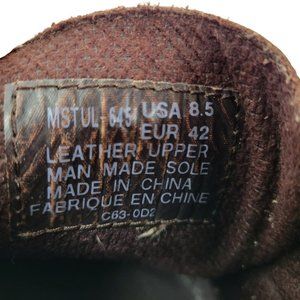 MSTUL-645 USA 8.5
EUR 42
LEATHER UPPER
MAN MADE SOLE
MADE IN CHINA
FABRIQUE EN CHINE
C63-0D2